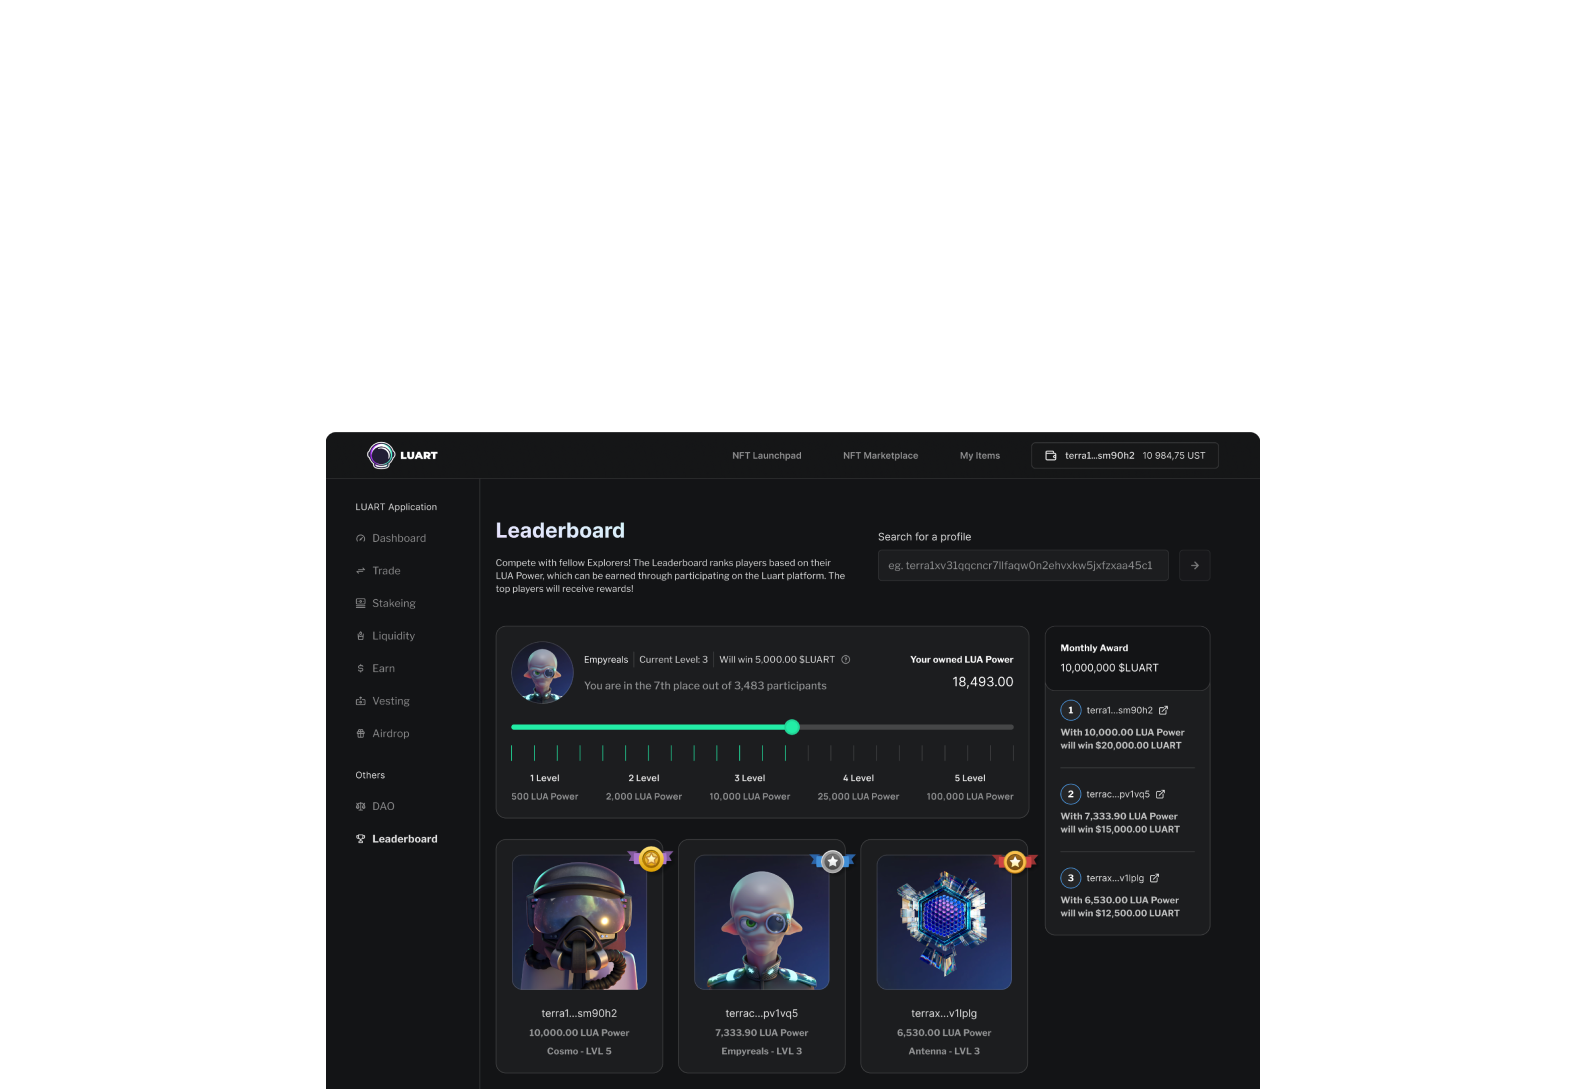 LUART
NFT Launchpad
NFT Marketplace
My Items
terra1...sm90h2 10 984,75 UST
LUART Application
Dashboard
Trade
Stakeing
Liquidity
Earn
Vesting
Airdrop
Others
DAO
Leaderboard
Leaderboard
Compete with fellow Explorers! The Leaderboard ranks players based on their
LUA Power, which can be earned through participating on the Luart platform. The
top players will receive rewards!
Search for a profile
eg. terra1xv31qqcncr7llfaqw0n2ehvxkw5jxfzxaa45c1
Empyreals
Current Level: 3
Will win 5,000.00 $LUART
You are in the 7th place out of 3,483 participants
Your owned LUA Power
18,493.00
1 Level
2 Level
3 Level
4 Level
5 Level
500 LUA Power
2,000 LUA Power
10,000 LUA Power
25,000 LUA Power
100,000 LUA Power
Monthly Award
10,000,000 $LUART
1 terra1...sm90h2
With 10,000.00 LUA Power
will win $20,000.00 LUART
2 terrac...pv1vq5
With 7,333.90 LUA Power
will win $15,000.00 LUART
3 terrax...v1lplg
With 6,530.00 LUA Power
will win $12,500.00 LUART
terra1...sm90h2
10,000.00 LUA Power
Cosmo - LVL 5
terrac...pv1vq5
7,333.90 LUA Power
Empyreals - LVL 3
terrax...v1lplg
6,530.00 LUA Power
Antenna - LVL 3